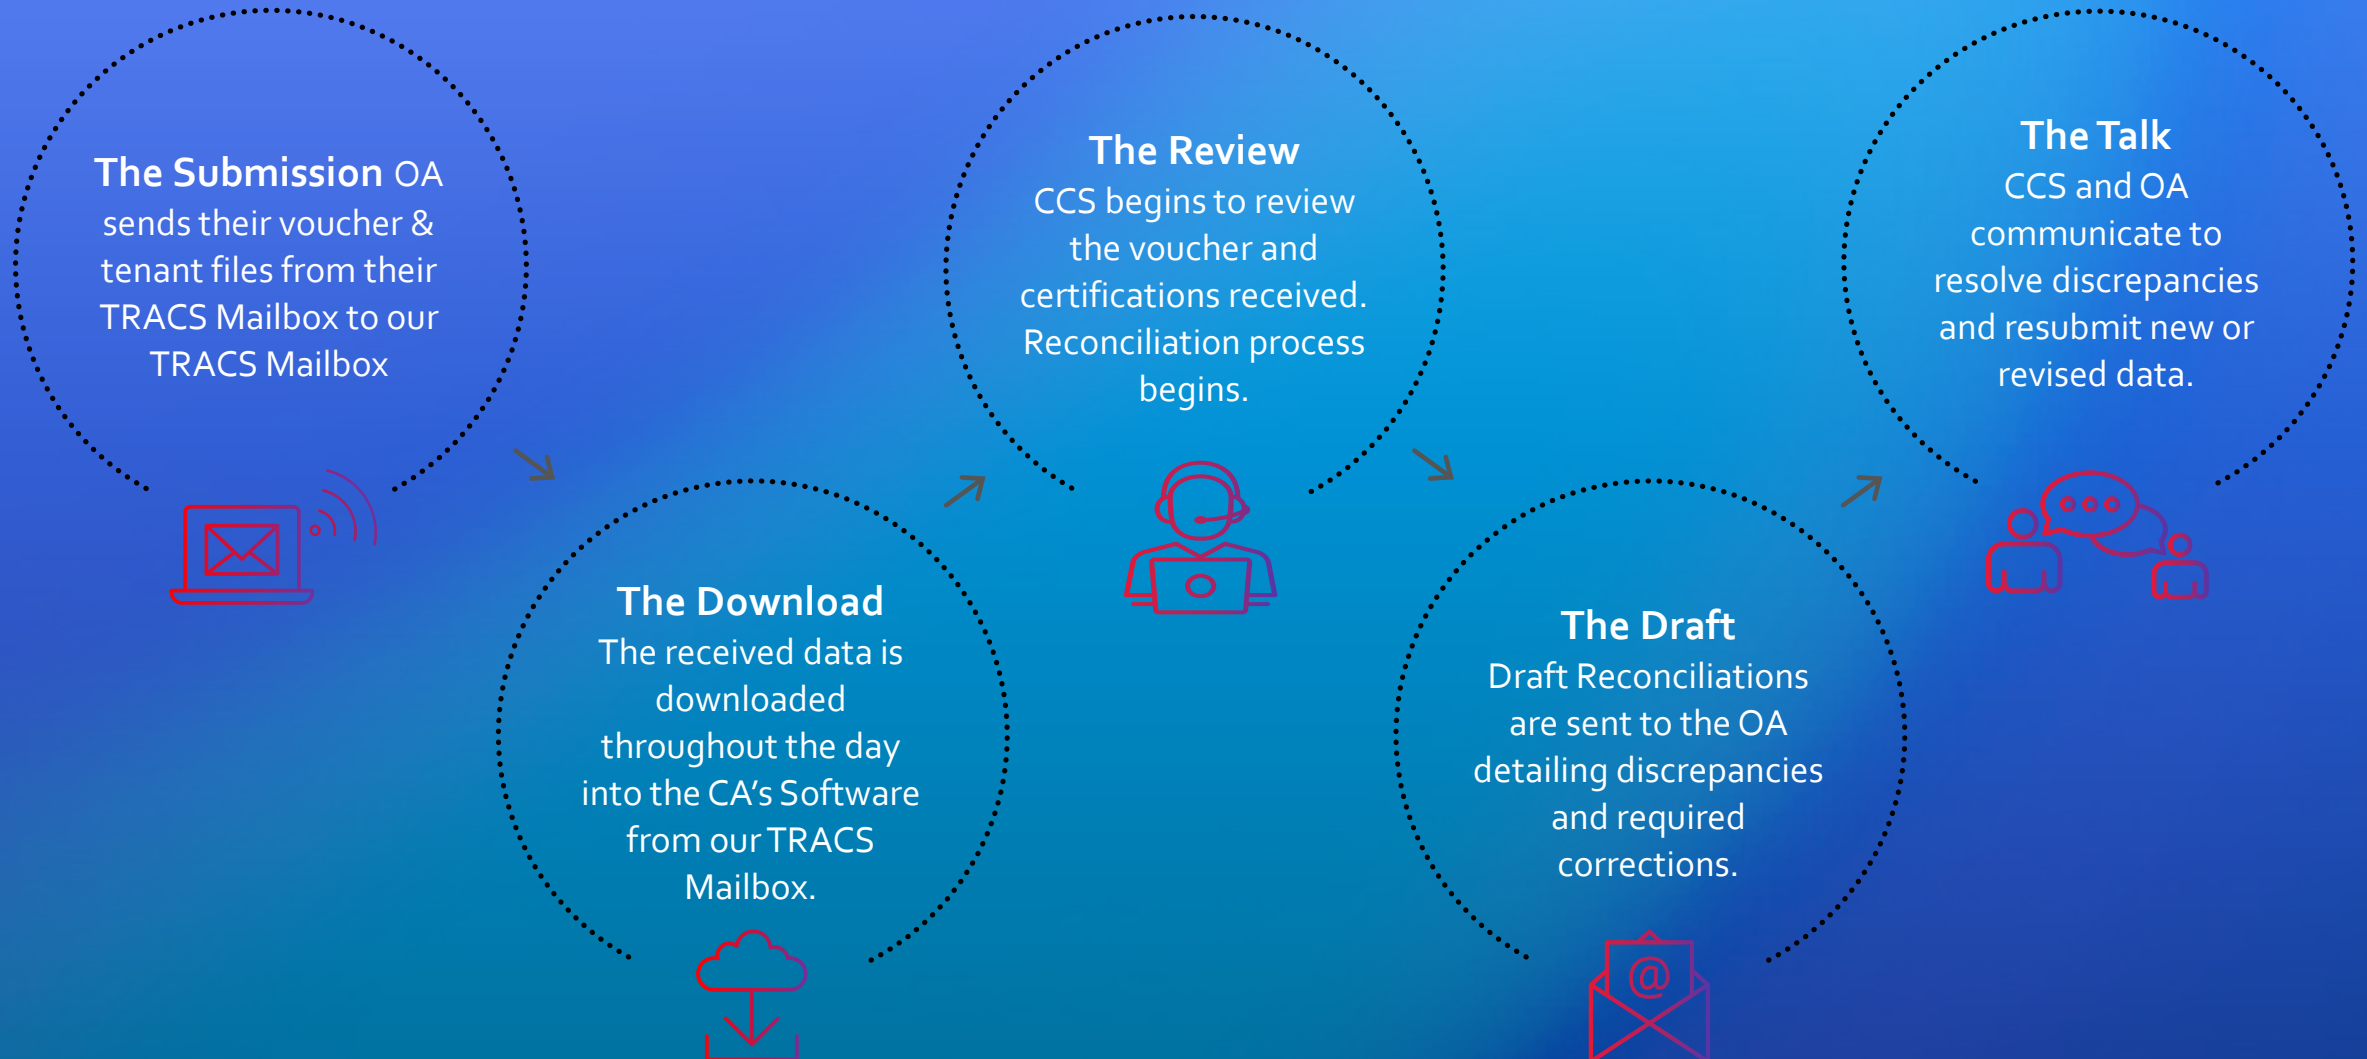 The Submission OA
sends their voucher &
tenant files from their
TRACS Mailbox to our
TRACS Mailbox
The Download
The received data is
downloaded
throughout the day
into the CA's Software
from our TRACS
Mailbox.
The Review
CCS begins to review
the voucher and
certifications received.
Reconciliation process
begins.
The Draft
Draft Reconciliations
are sent to the OA
detailing discrepancies
and required
corrections.
@
The Talk
CCS and OA
communicate to
resolve discrepancies
and resubmit new or
revised data.